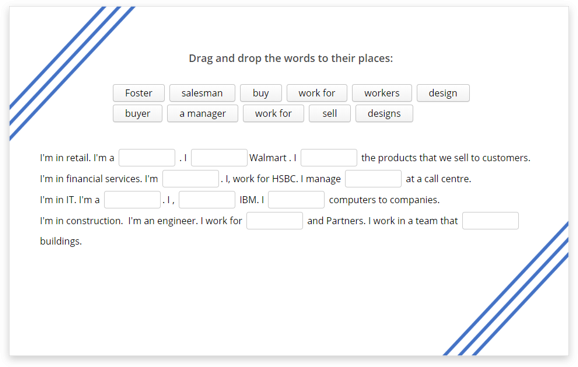 Drag and drop the words to their places:
Foster salesman buy work for workers design
buyer a manager work for sell designs
I'm in retail. I'm a . I Walmart . I the products that we sell to customers.
I'm in financial services. I'm . I, work for HSBC. I manage at a call centre.
I'm in IT. I'm a . I , IBM. I computers to companies.
I'm in construction. I'm an engineer. I work for and Partners. I work in a team that
buildings.